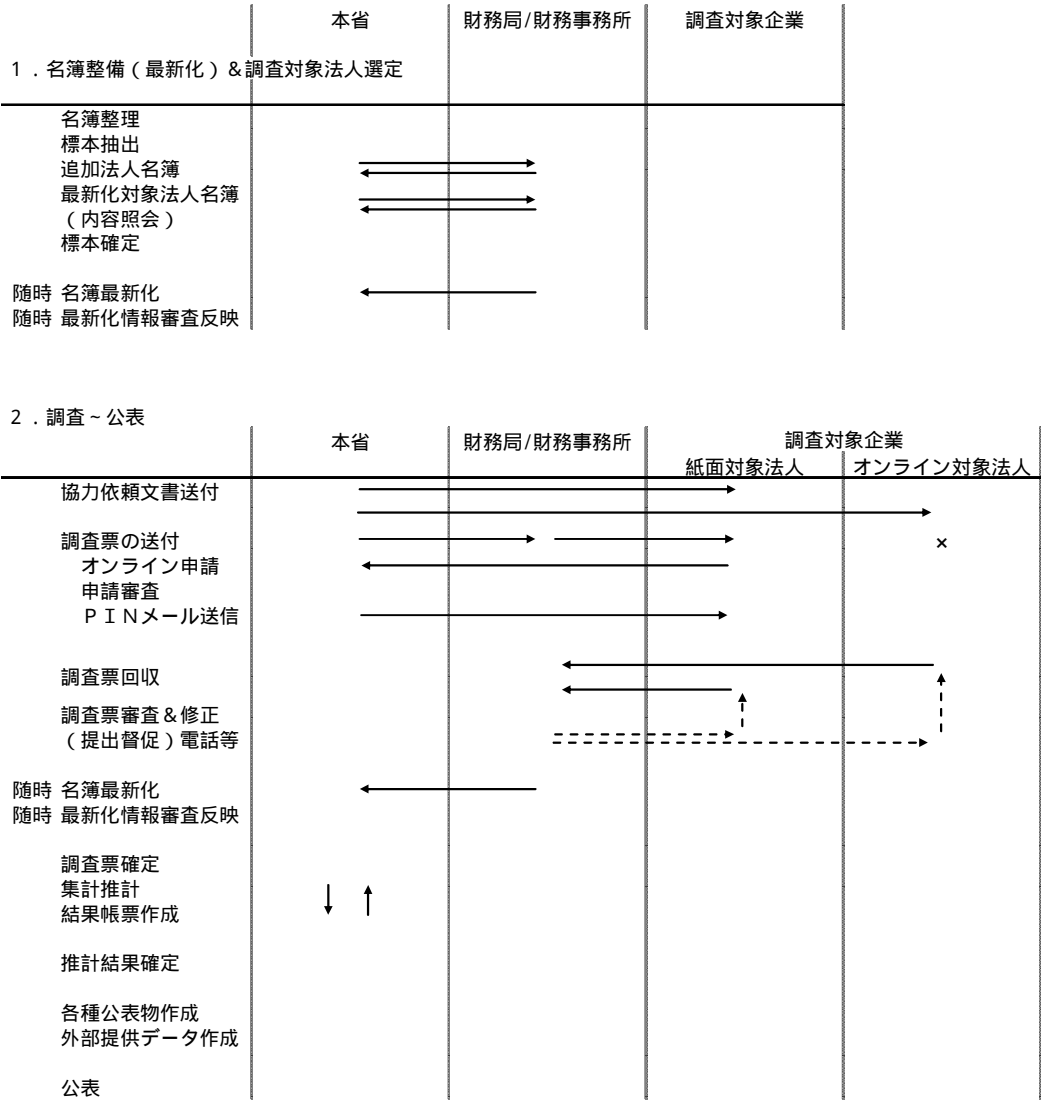 本省 財務局/財務事務所 調査対象企業
1．名簿整備（最新化）＆調査対象法人選定
名簿整理
標本抽出
追加法人名簿
最新化対象法人名簿
（内容照会）
標本確定
随時 名簿最新化
随時 最新化情報審査反映
2．調査～公表
本省 財務局/財務事務所 調査対象企業
紙面対象法人 オンライン対象法人
協力依頼文書送付
調査票の送付 ×
オンライン申請
申請審査
ＰＩＮメール送信
調査票回収
調査票審査＆修正
（提出督促）電話等
随時 名簿最新化
随時 最新化情報審査反映
調査票確定
集計推計
結果帳票作成
推計結果確定
各種公表物作成
外部提供データ作成
公表